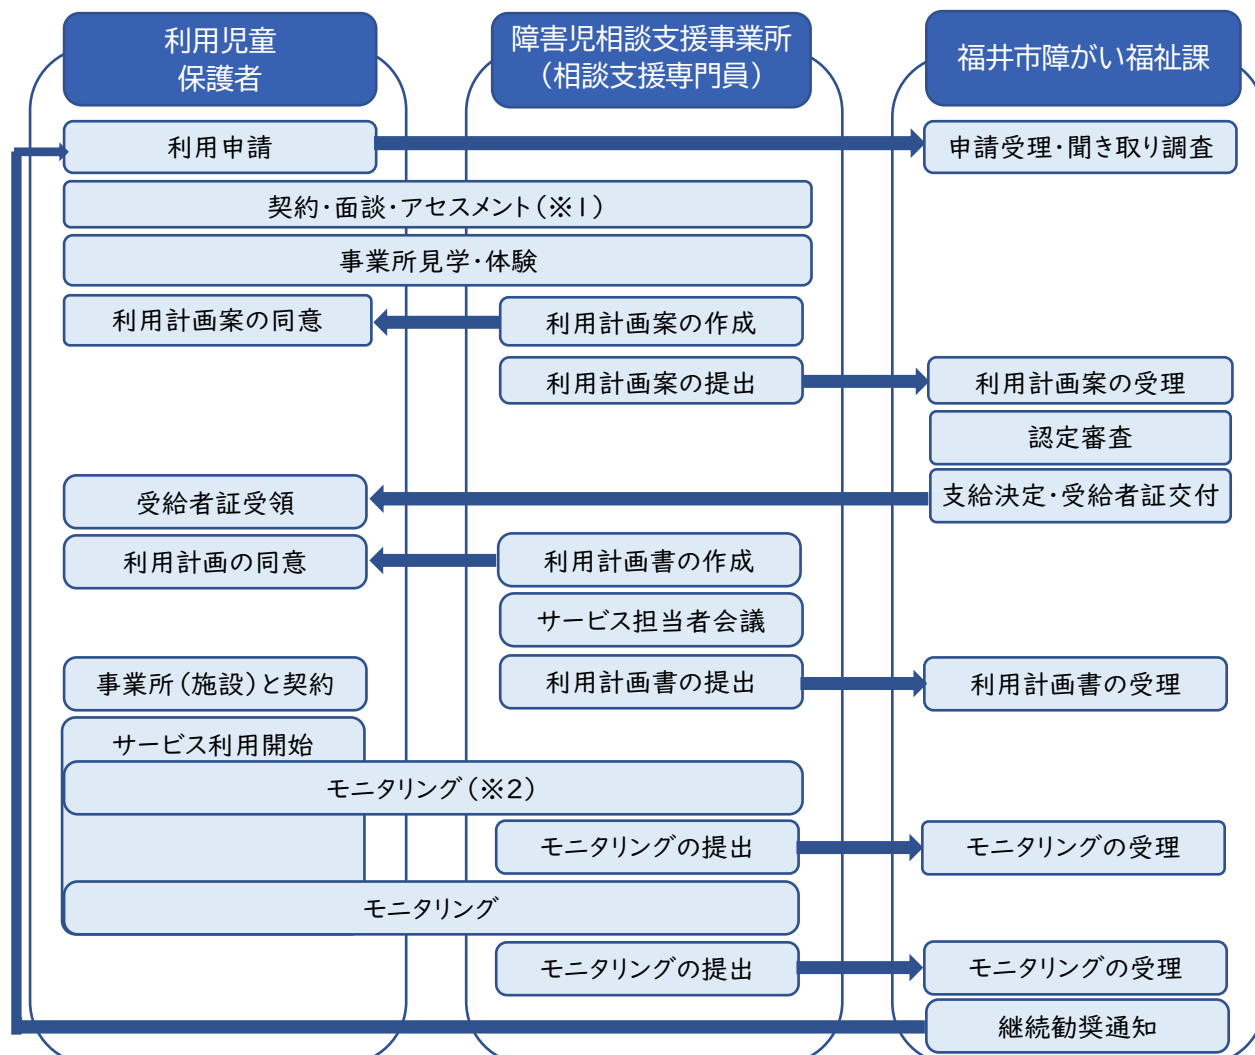 利用児童
保護者
障害児相談支援事業所
(相談支援専門員)
福井市障がい福祉課
利用申請
申請受理・聞き取り調査
契約・面談・アセスメント(※1)
事業所見学・体験
利用計画案の同意
利用計画案の作成
利用計画案の提出
利用計画案の受理
認定審査
受給者証受領
支給決定・受給者証交付
利用計画の同意
利用計画書の作成
サービス担当者会議
事業所(施設)と契約
利用計画書の提出
利用計画書の受理
サービス利用開始
モニタリング(※2)
モニタリングの提出
モニタリングの受理
モニタリング
モニタリングの提出
モニタリングの受理
継続勧奨通知